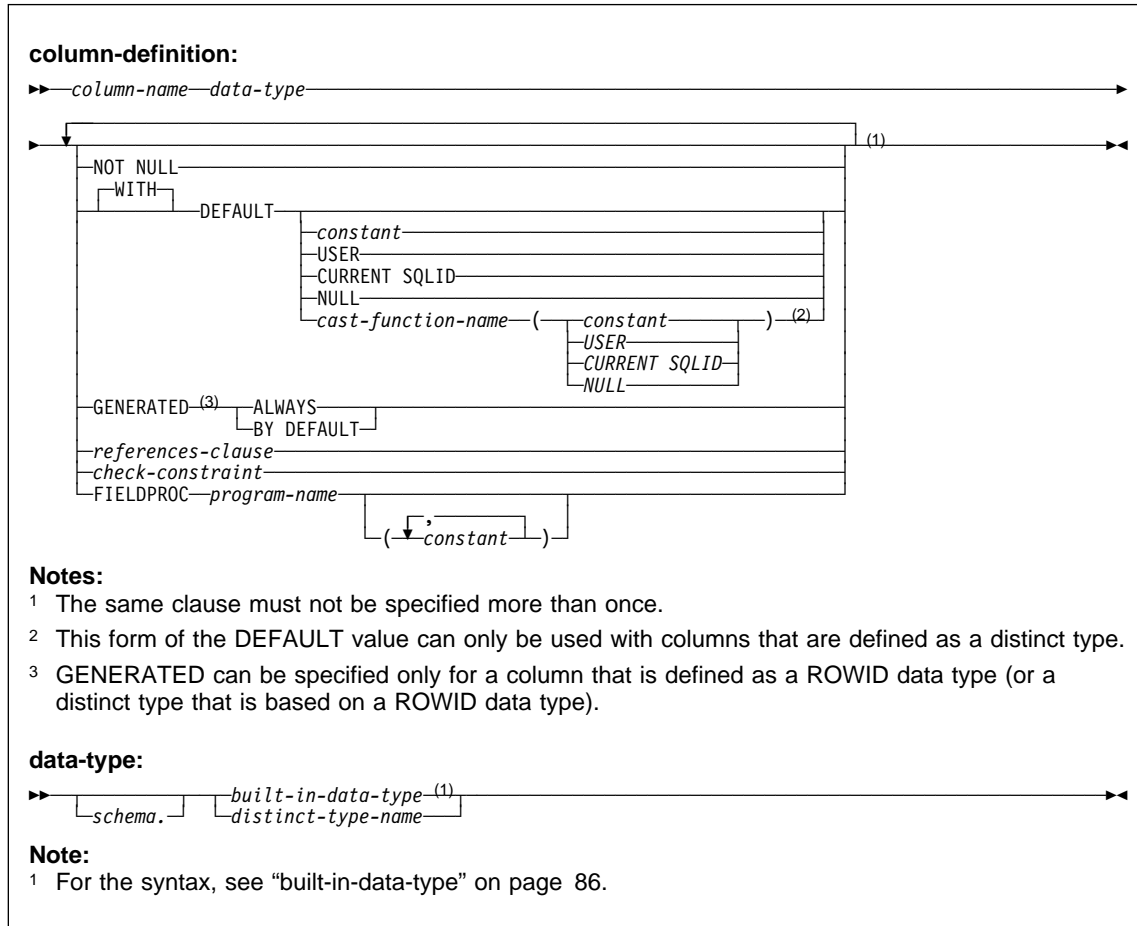 column-definition:
column-name data-type
(1)
NOT NULL
WITH
DEFAULT
constant
USER
CURRENT SQLID
NULL
cast-function-name ( constant ) (2)
USER
CURRENT SQLID
NULL
GENERATED (3) ALWAYS
BY DEFAULT
references-clause
check-constraint
FIELDPROC program-name
,
( constant )
Notes:
1 The same clause must not be specified more than once.
2 This form of the DEFAULT value can only be used with columns that are defined as a distinct type.
3 GENERATED can be specified only for a column that is defined as a ROWID data type (or a
distinct type that is based on a ROWID data type).
data-type:
built-in-data-type (1)
schema. distinct-type-name
Note:
1 For the syntax, see “built-in-data-type” on page 86.